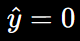 ŷ = 0